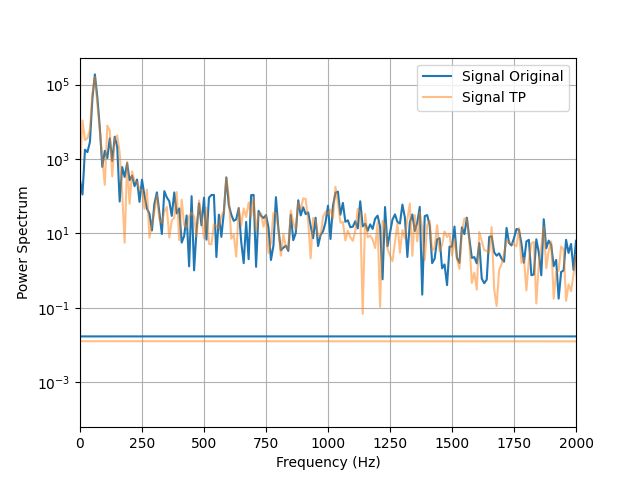 Signal Original
Signal TP
10^5
10^3
10^1
10^-1
10^-3
Power Spectrum
0 250 500 750 1000 1250 1500 1750 2000
Frequency (Hz)